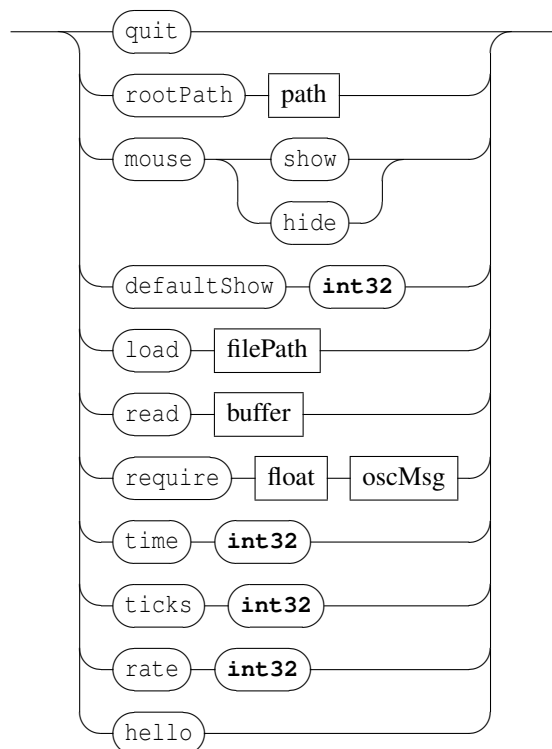 quit
rootPath path
mouse show
hide
defaultShow int32
load filePath
read buffer
require float oscMsg
time int32
ticks int32
rate int32
hello